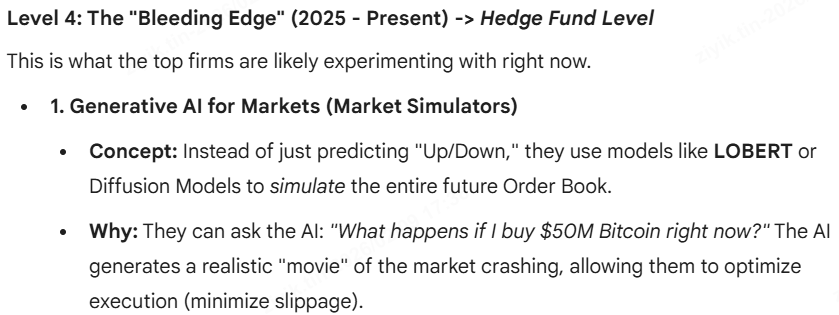 Level 4: The "Bleeding Edge" (2025 - Present) -> Hedge Fund Level
This is what the top firms are likely experimenting with right now.
• 1. Generative AI for Markets (Market Simulators)
• Concept: Instead of just predicting "Up/Down," they use models like LOBERT or
Diffusion Models to simulate the entire future Order Book.
• Why: They can ask the AI: "What happens if I buy $50M Bitcoin right now?" The AI
generates a realistic "movie" of the market crashing, allowing them to optimize
execution (minimize slippage).